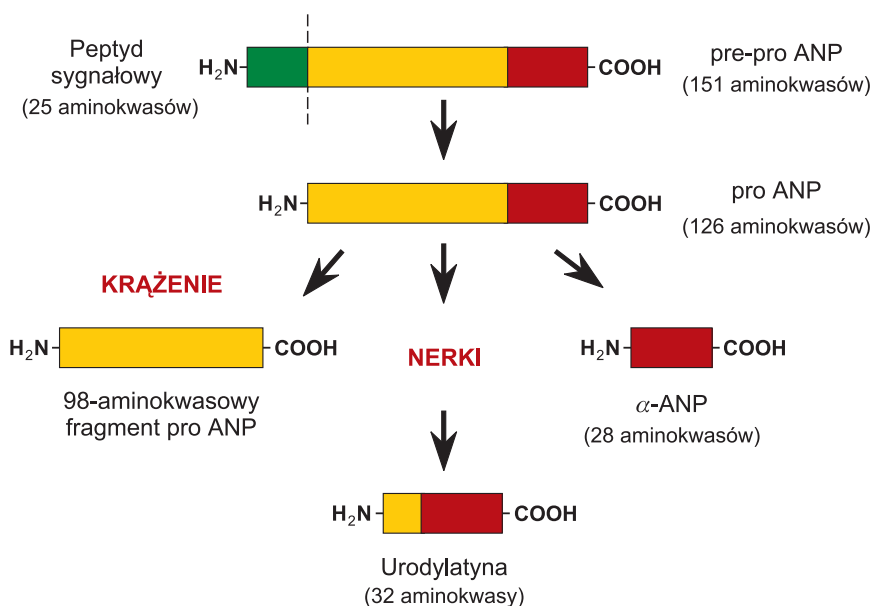 Peptyd
sygnałowy
(25 aminokwasów)
H₂N
COOH
pre-pro ANP
(151 aminokwasów)
H₂N
COOH
pro ANP
(126 aminokwasów)
KRĄŻENIE
H₂N
COOH
98-aminokwasowy
fragment pro ANP
NERKI
H₂N
COOH
α-ANP
(28 aminokwasów)
H₂N
COOH
Urodylatyna
(32 aminokwasy)